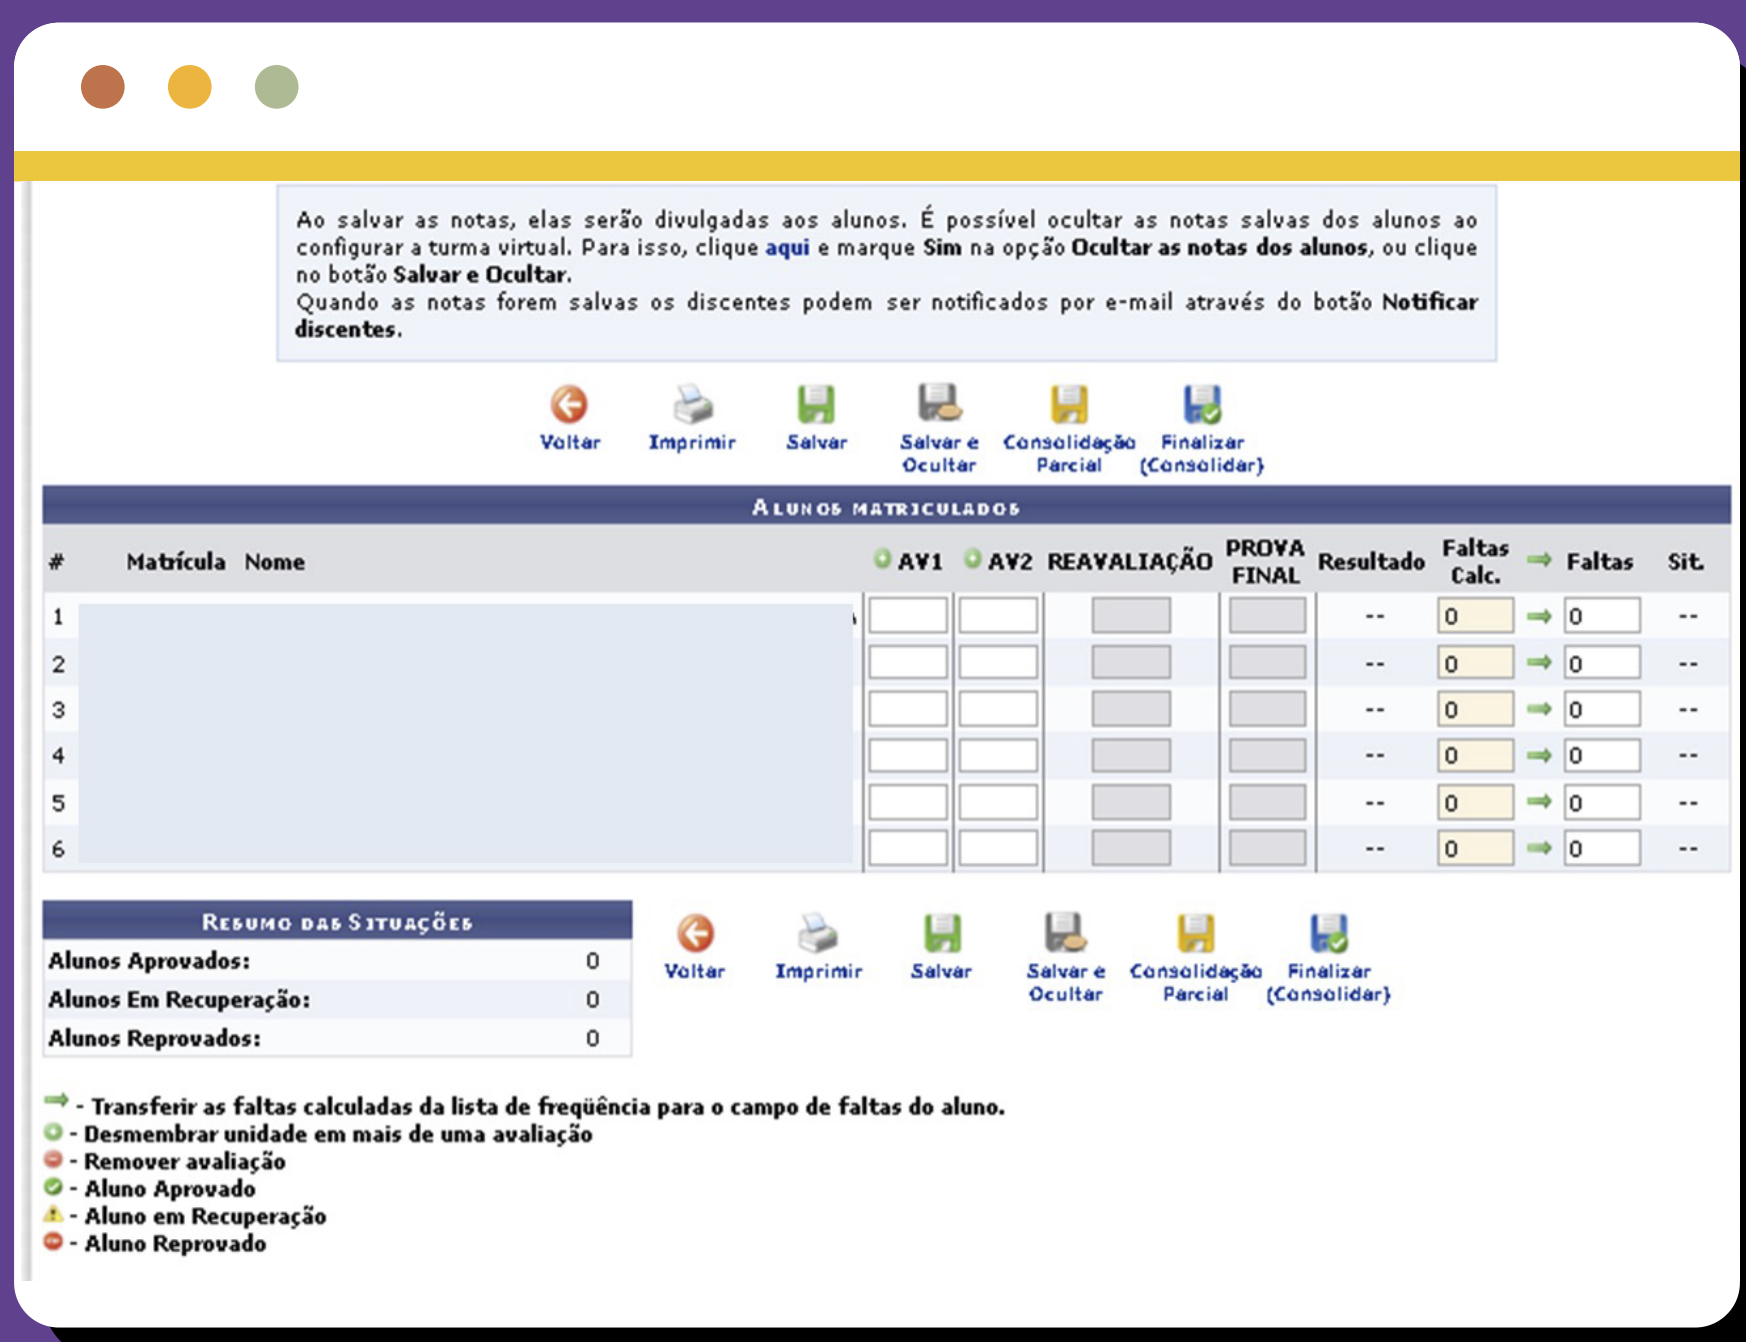 Ao salvar as notas, elas serão divulgadas aos alunos. É possível ocultar as notas salvas dos alunos ao
configurar a turma virtual. Para isso, clique aqui e marque Sim na opção Ocultar as notas dos alunos, ou clique
no botão Salvar e Ocultar.
Quando as notas forem salvas os discentes podem ser notificados por e-mail através do botão Notificar
discentes.
Voltar Imprimir Salvar Salvar e Ocultar Consolidação Parcial Finalizar (Consolidar)
ALUNOS MATRICULADOS
# Matrícula Nome AV1 AV2 REAVALIAÇÃO PROVA FINAL Resultado Faltas Calc. Faltas Sit.
1 -- 0 0 --
2 -- 0 0 --
3 -- 0 0 --
4 -- 0 0 --
5 -- 0 0 --
6 -- 0 0 --
RESUMO DAS SITUAÇÕES
Alunos Aprovados: 0
Alunos Em Recuperação: 0
Alunos Reprovados: 0
Voltar Imprimir Salvar Salvar e Ocultar Consolidação Parcial Finalizar (Consolidar)
- Transferir as faltas calculadas da lista de freqüência para o campo de faltas do aluno.
- Desmembrar unidade em mais de uma avaliação
- Remover avaliação
- Aluno Aprovado
- Aluno em Recuperação
- Aluno Reprovado